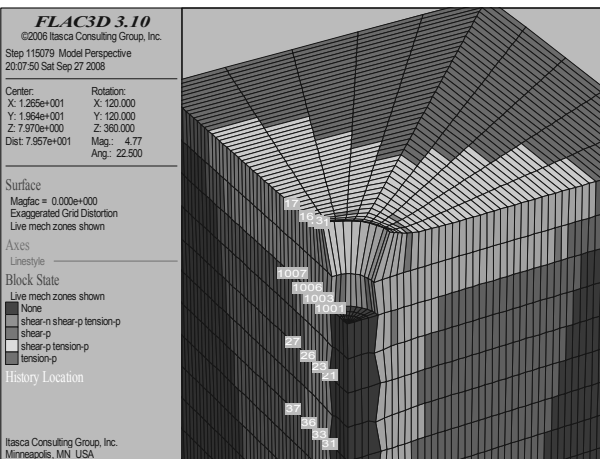 FLAC3D 3.10
©2006 Itasca Consulting Group, Inc.
Step 115079 Model Perspective
20:07:50 Sat Sep 27 2008
Center:
X: 1.265e+001
Y: 1.964e+001
Z: 7.970e+000
Dist: 7.957e+001
Rotation:
X: 120.000
Y: 120.000
Z: 360.000
Mag.: 4.77
Ang.: 22.500
Surface
Magfac = 0.000e+000
Exaggerated Grid Distortion
Live mech zones shown
Axes
Linestyle
Block State
Live mech zones shown
None
shear-n shear-p tension-p
shear-p
shear-p tension-p
tension-p
History Location
Itasca Consulting Group, Inc.
Minneapolis, MN USA
17
16
1007
1006
1003
1001
27
26
23
21
37
36
33
31